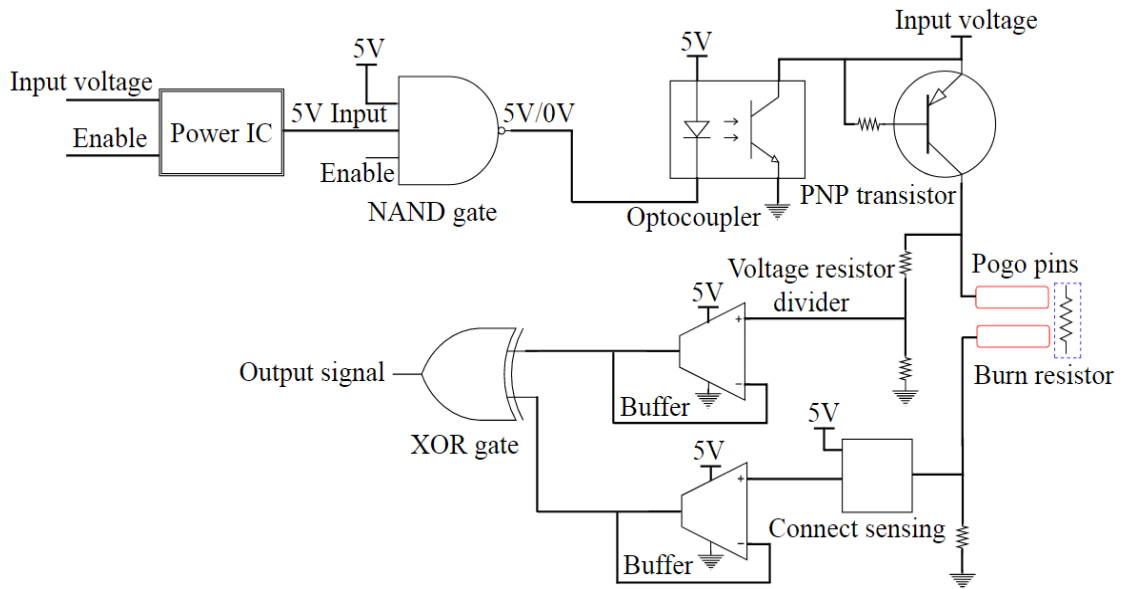 Input voltage
5V
5V
Input voltage
Enable
Power IC
5V Input
5V/0V
Enable
NAND gate
Optocoupler
PNP transistor
Voltage resistor
divider
Pogo pins
5V
+
Output signal
Burn resistor
−
Buffer
XOR gate
5V
5V
+
Connect sensing
−
Buffer